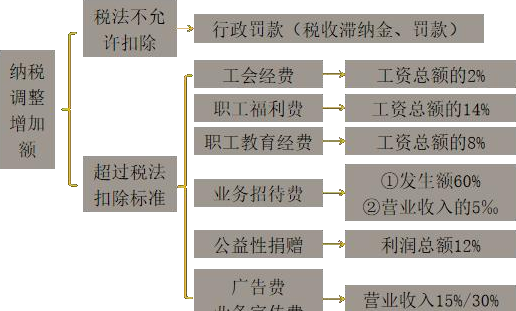 纳税
调整
增加
额
税法不允
许扣除
行政罚款（税收滞纳金、罚款）
超过税法
扣除标准
工会经费
工资总额的2%
职工福利费
工资总额的14%
职工教育经费
工资总额的8%
业务招待费
①发生额60%
②营业收入的5‰
公益性捐赠
利润总额12%
广告费
业务宣传费
营业收入15%/30%